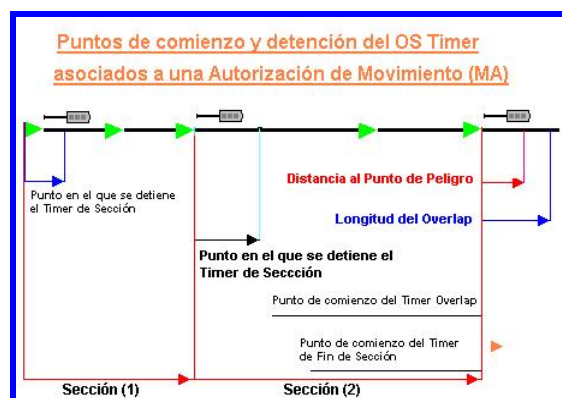 Puntos de comienzo y detención del OS Timer
asociados a una Autorización de Movimiento (MA)
Distancia al Punto de Peligro
Punto en el que se detiene
el Timer de Sección
Longitud del Overlap
Punto en el que se detiene el
Timer de Seccción
Punto de comienzo del Timer Overlap
Punto de comienzo del Timer
de Fin de Sección
Sección (1)
Sección (2)